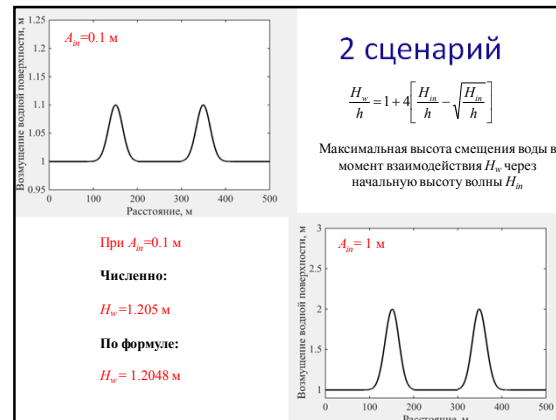 2 сценарий
H_w/h = 1 + 4[H_in/h − √(H_in/h)]
Максимальная высота смещения воды в
момент взаимодействия H_w через
начальную высоту волны H_in
A_in=0.1 м
Возмущение водной поверхности, м
1.25
1.2
1.15
1.1
1.05
1
0.95
0 100 200 300 400 500
Расстояние, м
При A_in=0.1 м
Численно:
H_w=1.205 м
По формуле:
H_w= 1.2048 м
A_in= 1 м
Возмущение водной поверхности, м
3
2.5
2
1.5
1
0 100 200 300 400 500
Расстояние, м